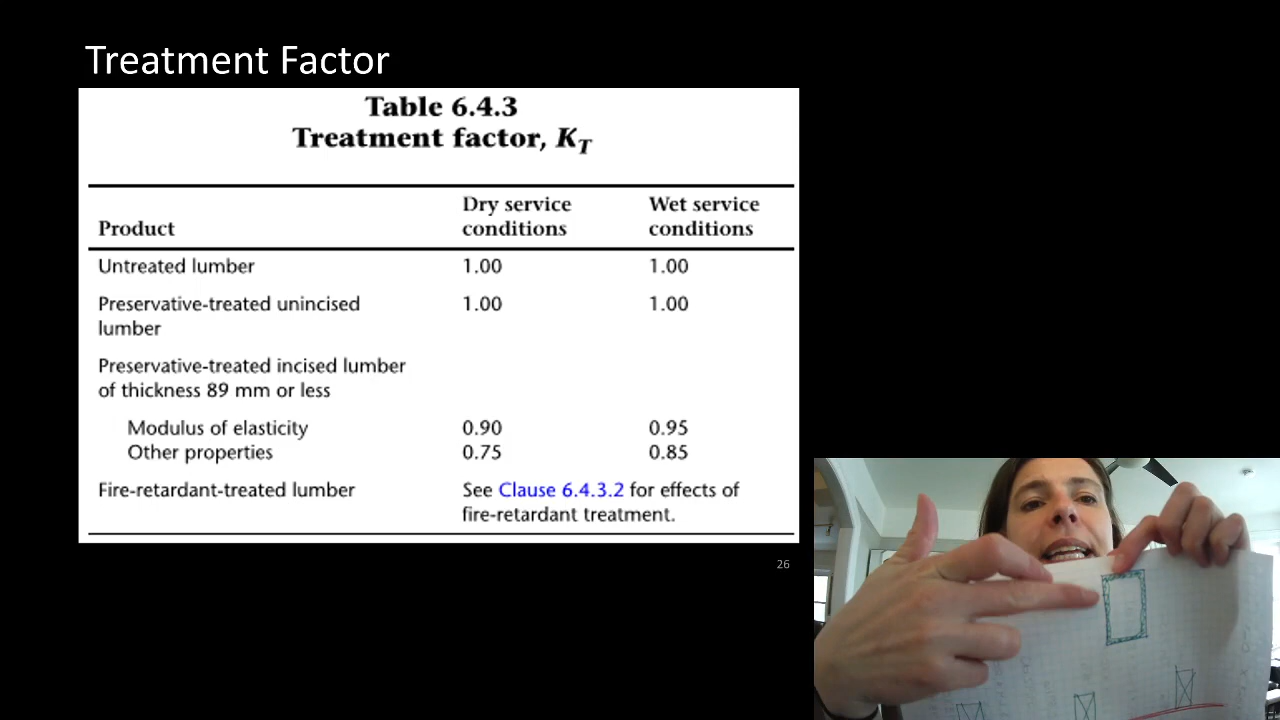 Treatment Factor
Table 6.4.3
Treatment factor, K_T
Product
Dry service conditions
Wet service conditions
Untreated lumber 1.00 1.00
Preservative-treated unincised 1.00 1.00
lumber
Preservative-treated incised lumber
of thickness 89 mm or less
Modulus of elasticity 0.90 0.95
Other properties 0.75 0.85
Fire-retardant-treated lumber See Clause 6.4.3.2 for effects of
fire-retardant treatment.
26